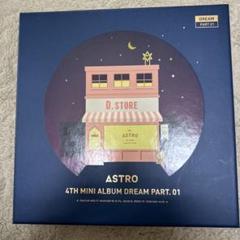 DREAM
PART.01
D.STORE
ASTRO
ASTRO
4TH MINI ALBUM DREAM PART. 01